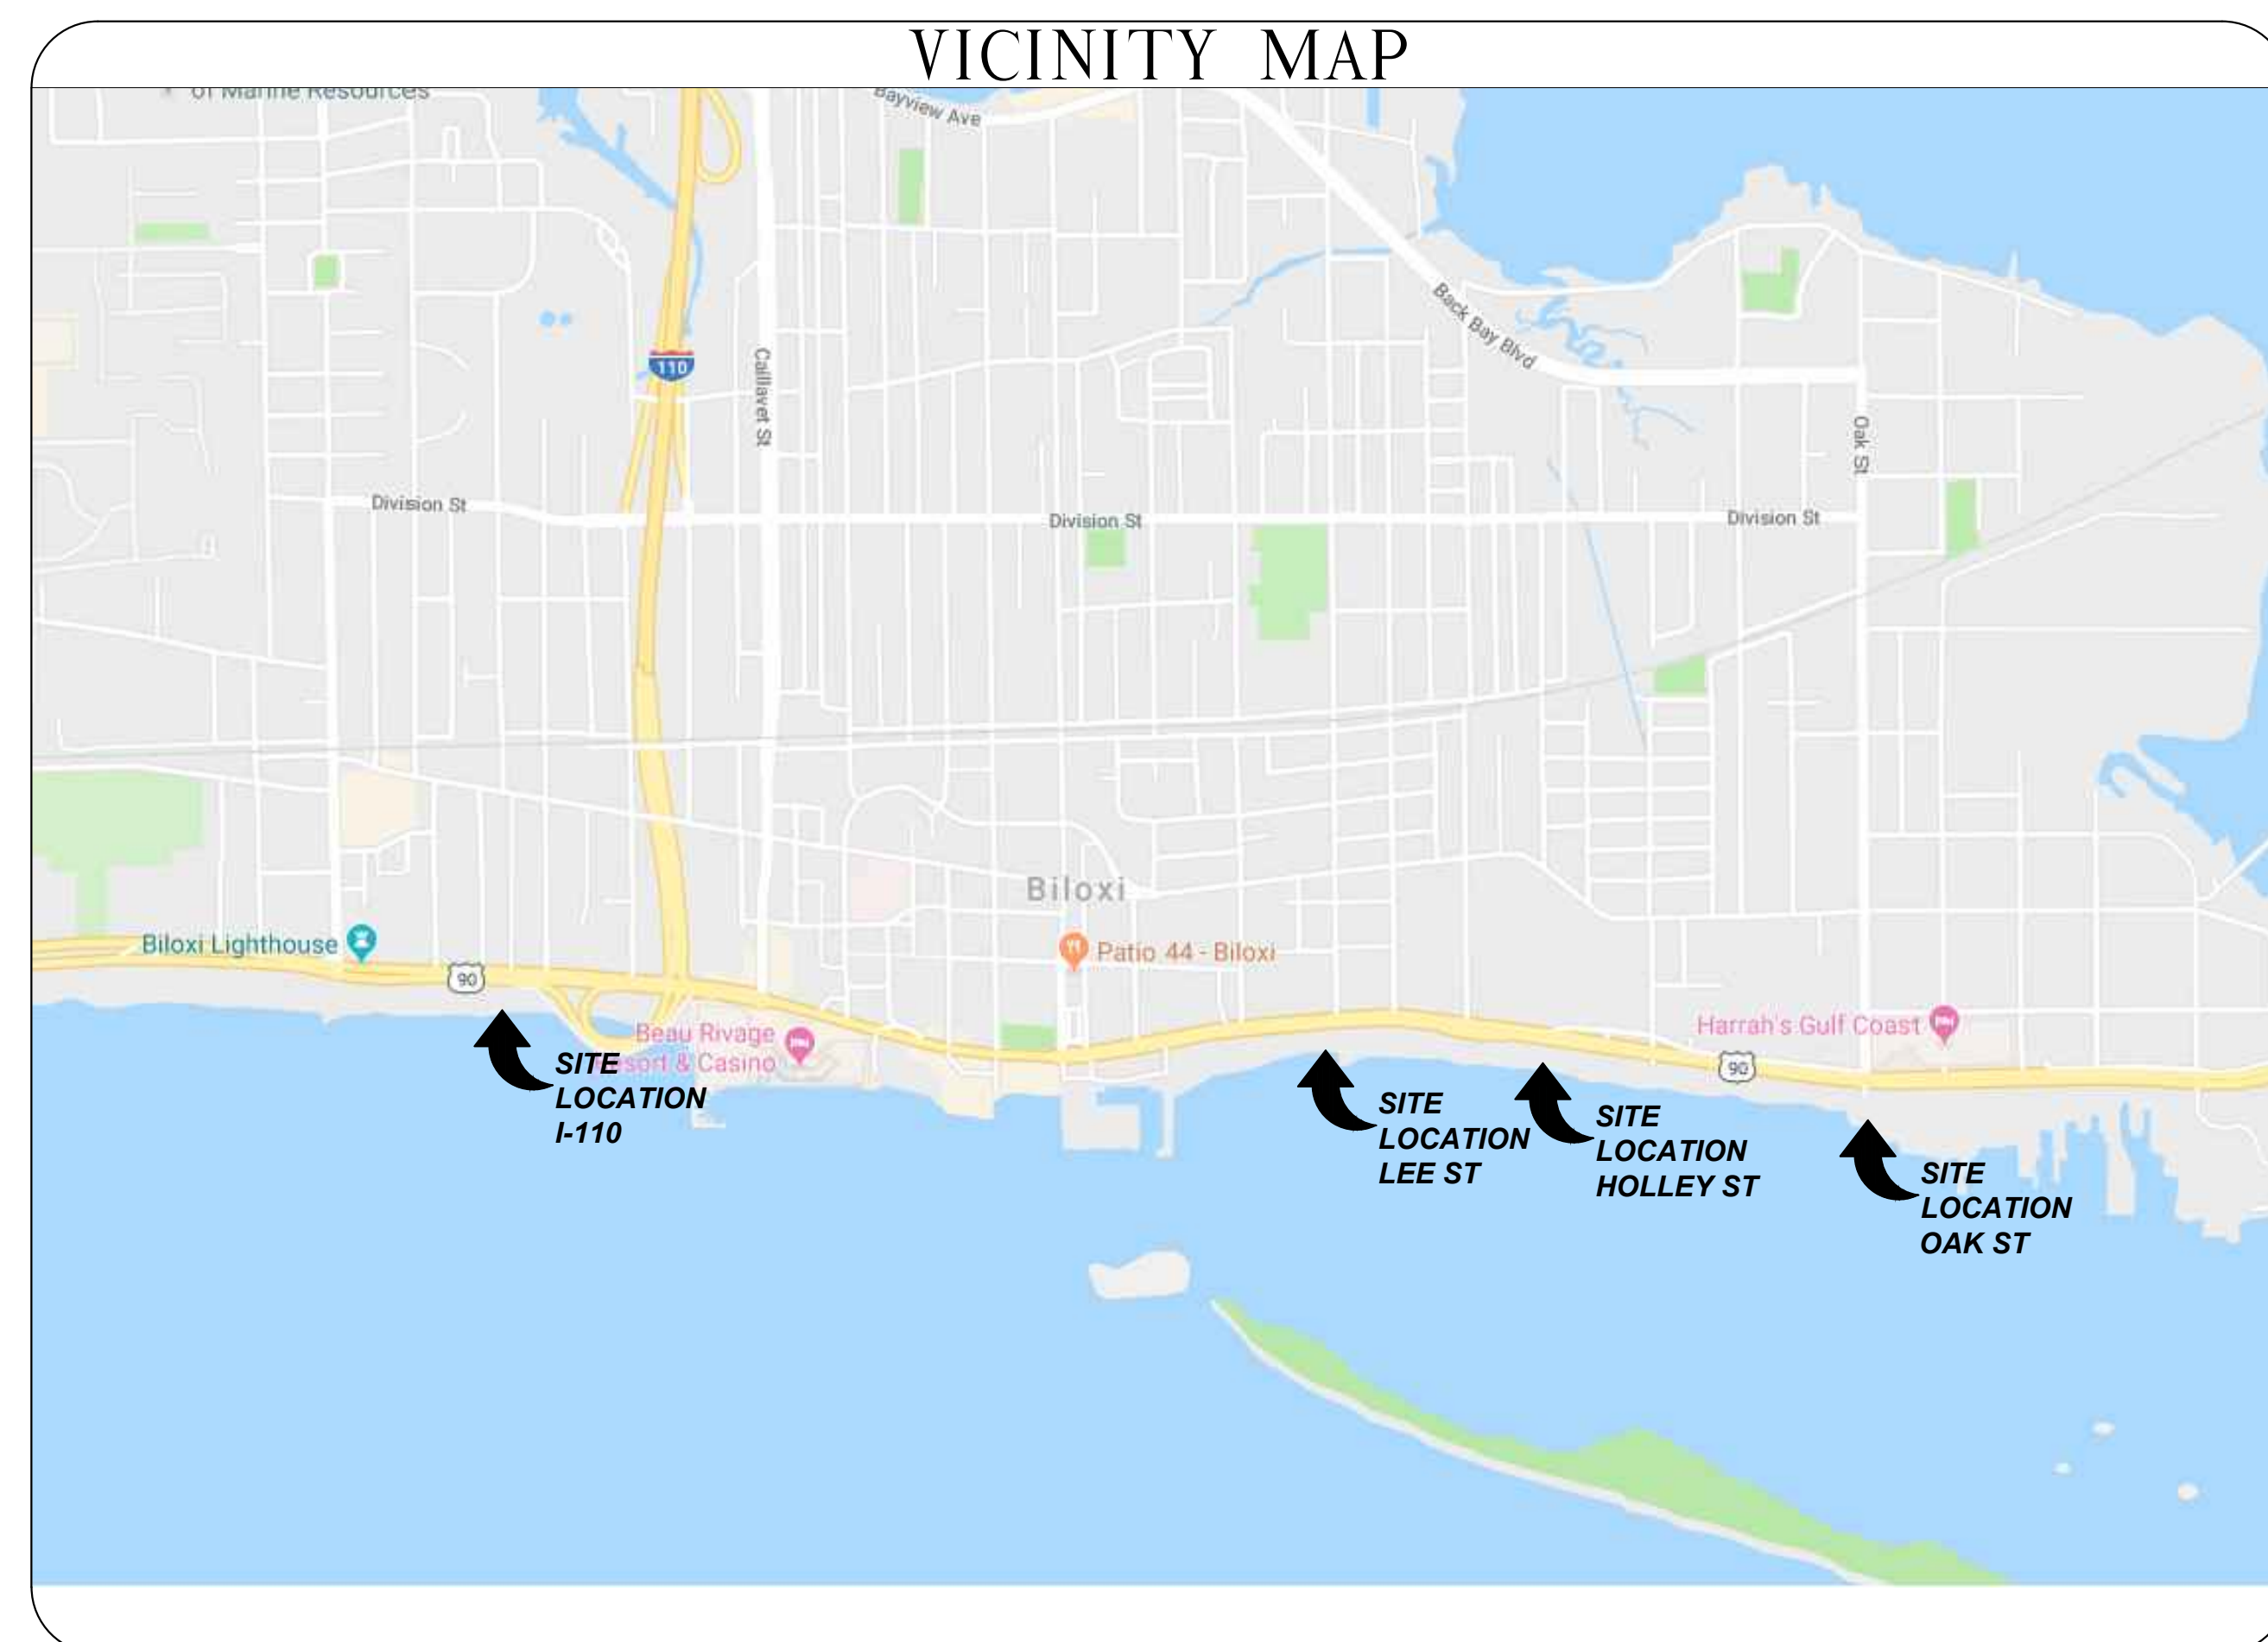 VICINITY MAP
of Marine Resources
Bayview Ave
Back Bay Blvd
110
Caillavet St
Oak St
Division St
Division St
Division St
Biloxi
Biloxi Lighthouse
90
Patio 44 - Biloxi
Beau Rivage
Resort & Casino
Harrah's Gulf Coast
90
SITE
LOCATION
I-110
SITE
LOCATION
LEE ST
SITE
LOCATION
HOLLEY ST
SITE
LOCATION
OAK ST